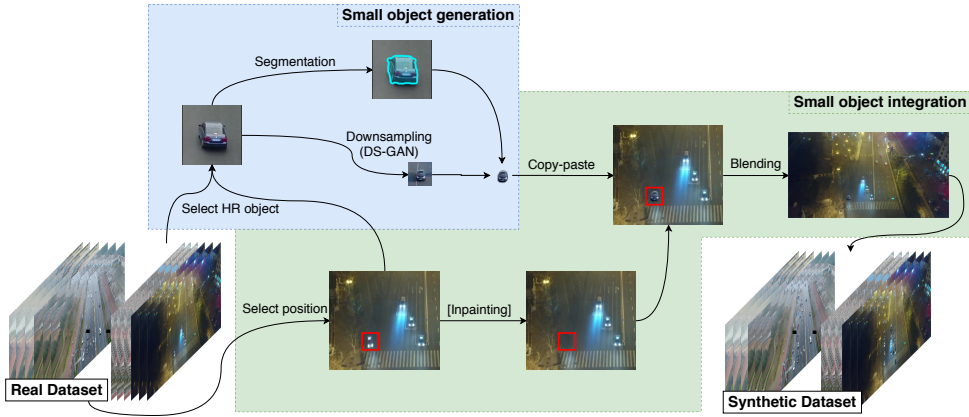 Small object generation
Segmentation
Small object integration
Downsampling
(DS-GAN)
Copy-paste
Blending
Select HR object
Select position
[Inpainting]
Real Dataset
Synthetic Dataset